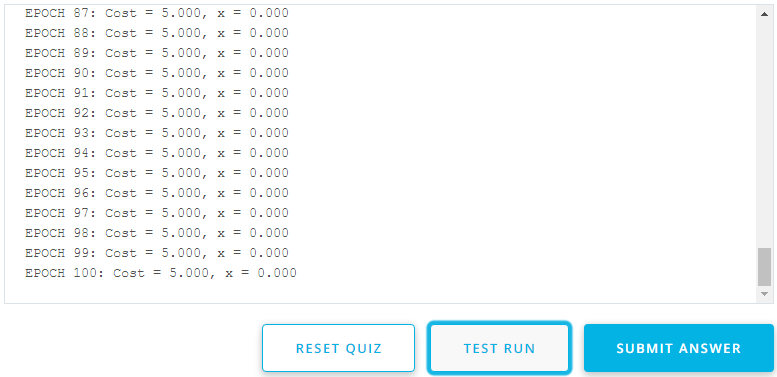 EPOCH 87: Cost = 5.000, x = 0.000
EPOCH 88: Cost = 5.000, x = 0.000
EPOCH 89: Cost = 5.000, x = 0.000
EPOCH 90: Cost = 5.000, x = 0.000
EPOCH 91: Cost = 5.000, x = 0.000
EPOCH 92: Cost = 5.000, x = 0.000
EPOCH 93: Cost = 5.000, x = 0.000
EPOCH 94: Cost = 5.000, x = 0.000
EPOCH 95: Cost = 5.000, x = 0.000
EPOCH 96: Cost = 5.000, x = 0.000
EPOCH 97: Cost = 5.000, x = 0.000
EPOCH 98: Cost = 5.000, x = 0.000
EPOCH 99: Cost = 5.000, x = 0.000
EPOCH 100: Cost = 5.000, x = 0.000
RESET QUIZ TEST RUN SUBMIT ANSWER